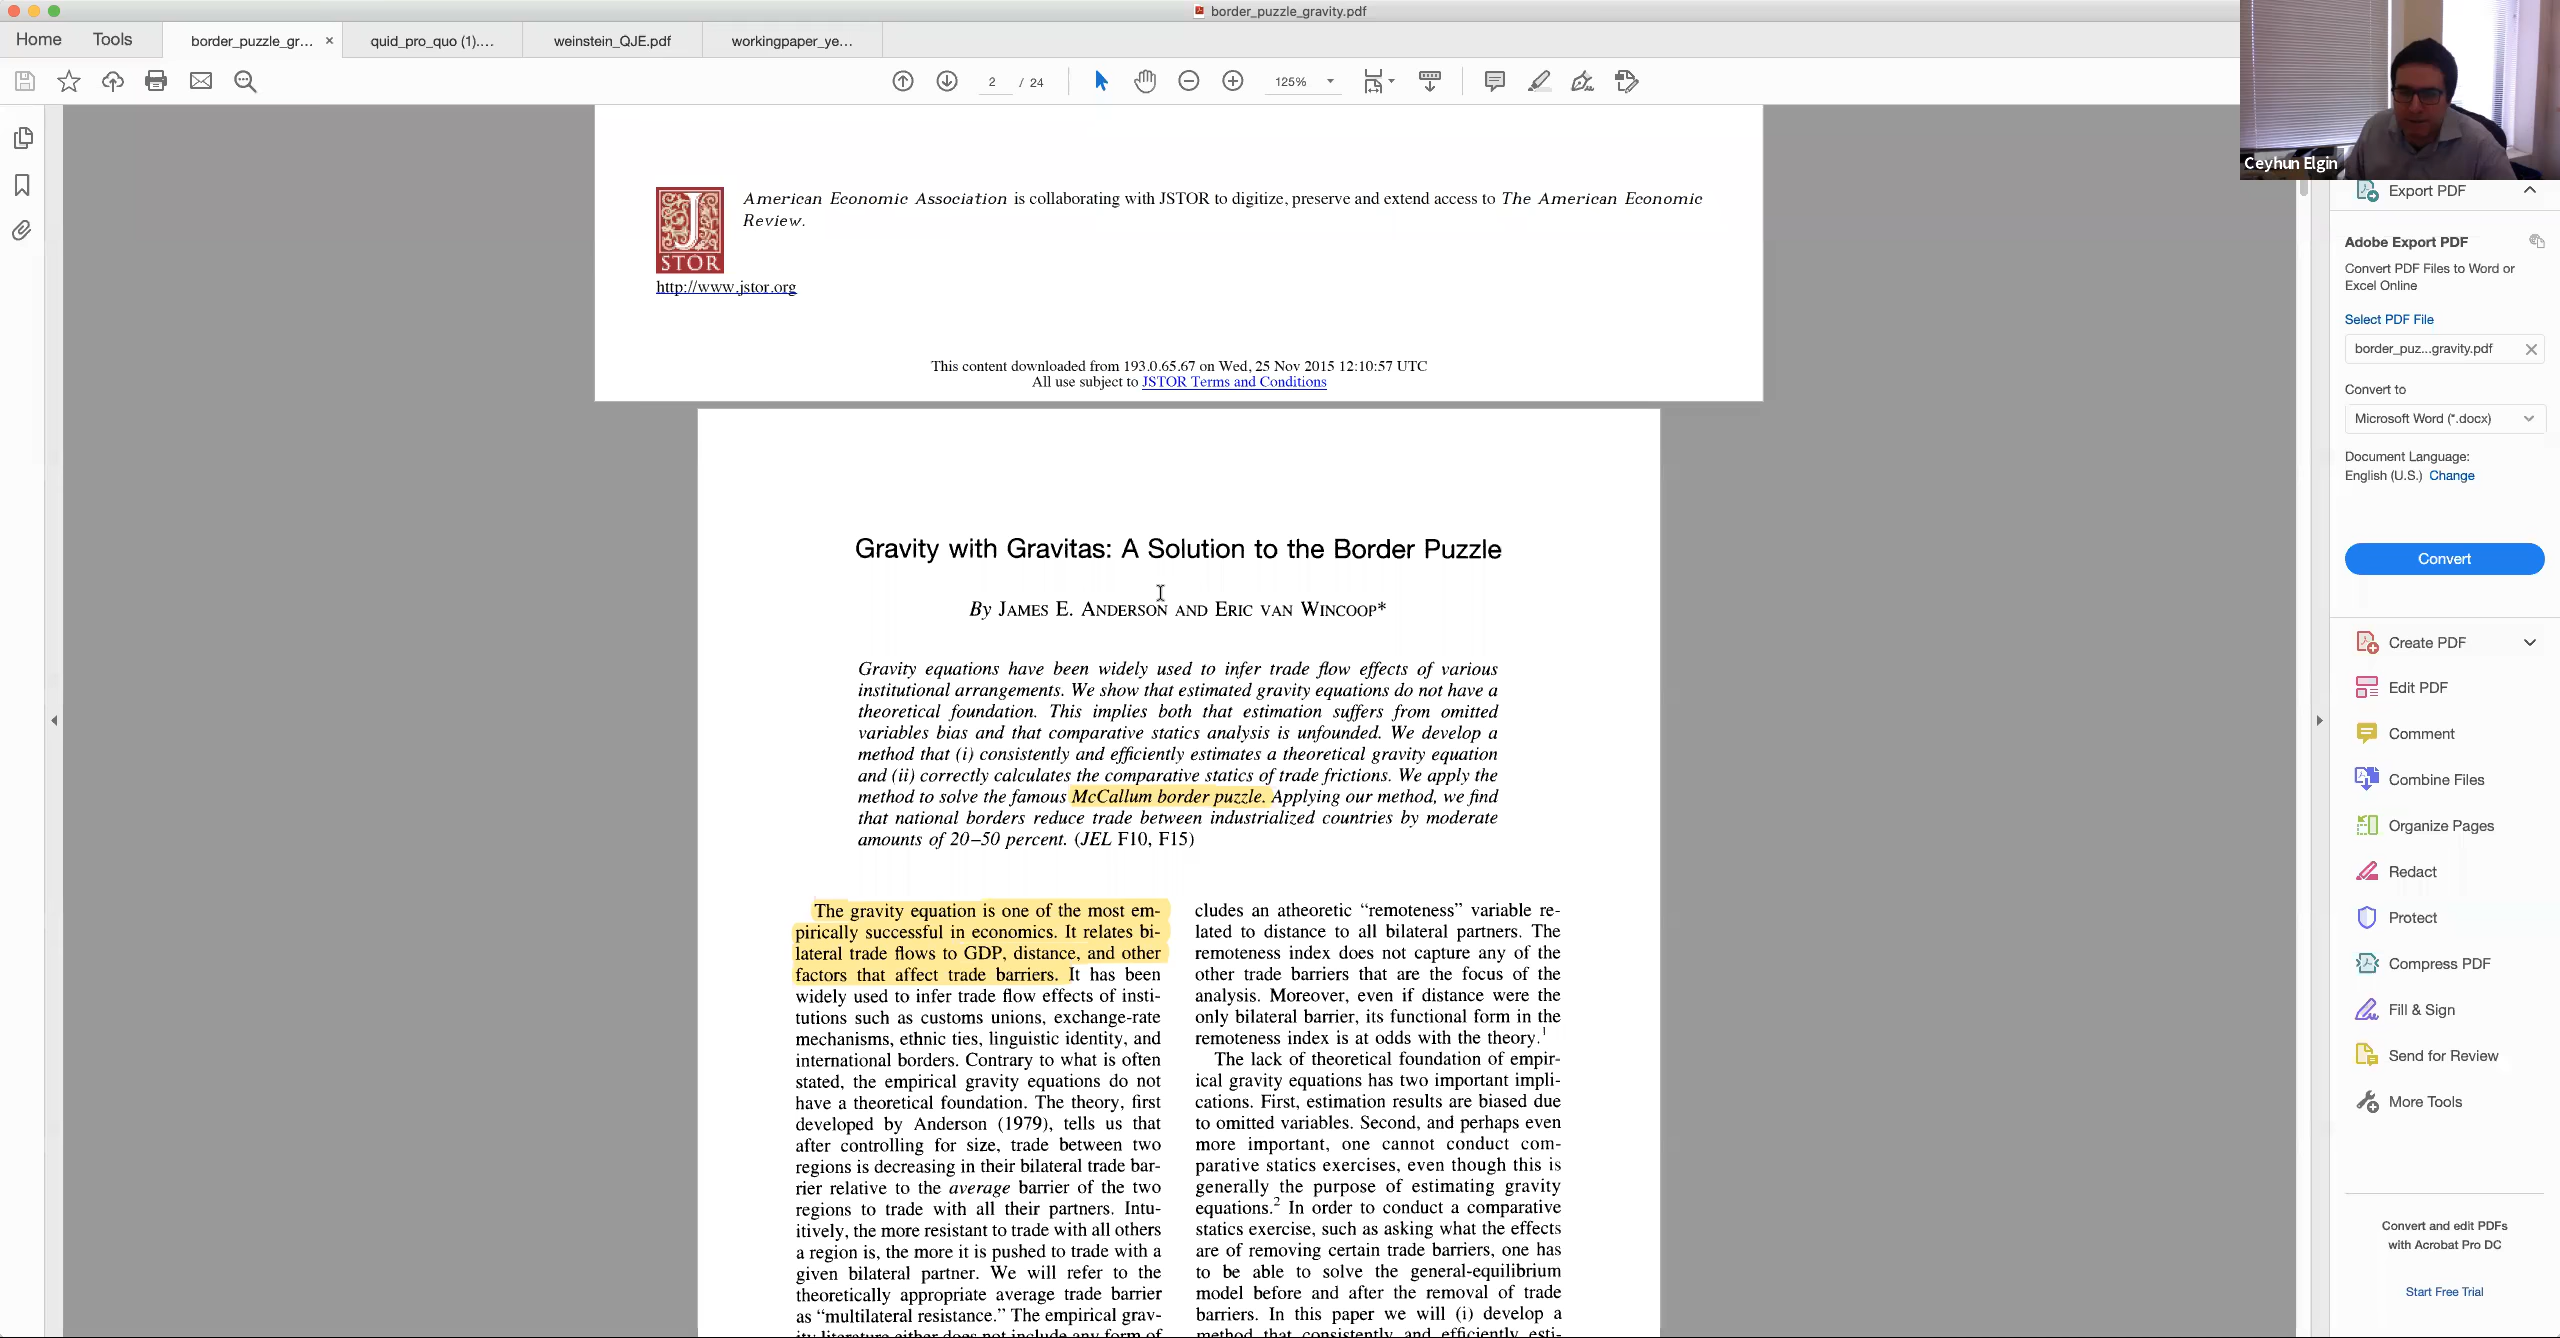 border_puzzle_gravity.pdf
Home
Tools
border_puzzle_gr... ×
quid_pro_quo (1)....
weinstein_QJE.pdf
workingpaper_ye...
2 / 24
125%
Ceyhun Elgin
American Economic Association is collaborating with JSTOR to digitize, preserve and extend access to The American Economic
Review.
J
STOR
http://www.jstor.org
This content downloaded from 193.0.65.67 on Wed, 25 Nov 2015 12:10:57 UTC
All use subject to JSTOR Terms and Conditions
Gravity with Gravitas: A Solution to the Border Puzzle
By JAMES E. ANDERSON AND ERIC VAN WINCOOP*
Gravity equations have been widely used to infer trade flow effects of various
institutional arrangements. We show that estimated gravity equations do not have a
theoretical foundation. This implies both that estimation suffers from omitted
variables bias and that comparative statics analysis is unfounded. We develop a
method that (i) consistently and efficiently estimates a theoretical gravity equation
and (ii) correctly calculates the comparative statics of trade frictions. We apply the
method to solve the famous McCallum border puzzle. Applying our method, we find
that national borders reduce trade between industrialized countries by moderate
amounts of 20–50 percent. (JEL F10, F15)
The gravity equation is one of the most em-
pirically successful in economics. It relates bi-
lateral trade flows to GDP, distance, and other
factors that affect trade barriers. It has been
widely used to infer trade flow effects of insti-
tutions such as customs unions, exchange-rate
mechanisms, ethnic ties, linguistic identity, and
international borders. Contrary to what is often
stated, the empirical gravity equations do not
have a theoretical foundation. The theory, first
developed by Anderson (1979), tells us that
after controlling for size, trade between two
regions is decreasing in their bilateral trade bar-
rier relative to the average barrier of the two
regions to trade with all their partners. Intu-
itively, the more resistant to trade with all others
a region is, the more it is pushed to trade with a
given bilateral partner. We will refer to the
theoretically appropriate average trade barrier
as “multilateral resistance.” The empirical grav-
ity literature either does not include any form of
cludes an atheoretic “remoteness” variable re-
lated to distance to all bilateral partners. The
remoteness index does not capture any of the
other trade barriers that are the focus of the
analysis. Moreover, even if distance were the
only bilateral barrier, its functional form in the
remoteness index is at odds with the theory.1
The lack of theoretical foundation of empir-
ical gravity equations has two important impli-
cations. First, estimation results are biased due
to omitted variables. Second, and perhaps even
more important, one cannot conduct com-
parative statics exercises, even though this is
generally the purpose of estimating gravity
equations.2 In order to conduct a comparative
statics exercise, such as asking what the effects
are of removing certain trade barriers, one has
to be able to solve the general-equilibrium
model before and after the removal of trade
barriers. In this paper we will (i) develop a
method that consistently and efficiently esti-
Export PDF
Adobe Export PDF
Convert PDF Files to Word or
Excel Online
Select PDF File
border_puz...gravity.pdf
Convert to
Microsoft Word (*.docx)
Document Language:
English (U.S.) Change
Convert
Create PDF
Edit PDF
Comment
Combine Files
Organize Pages
Redact
Protect
Compress PDF
Fill & Sign
Send for Review
More Tools
Convert and edit PDFs
with Acrobat Pro DC
Start Free Trial